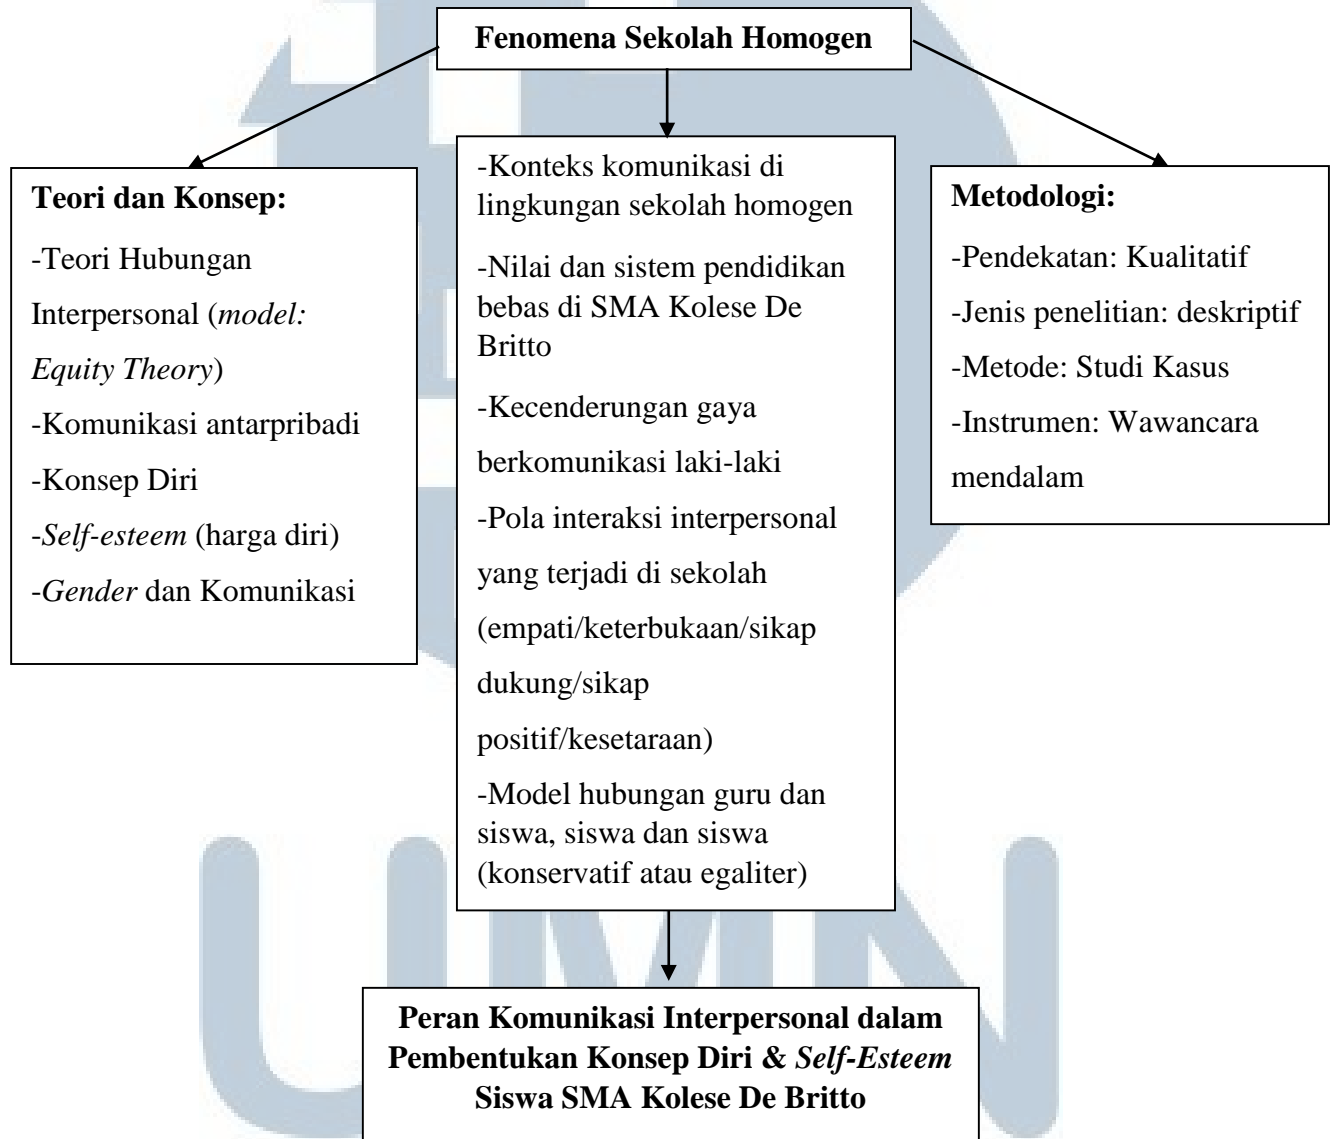 Fenomena Sekolah Homogen
Teori dan Konsep:
-Teori Hubungan
Interpersonal (model:
Equity Theory)
-Komunikasi antarpribadi
-Konsep Diri
-Self-esteem (harga diri)
-Gender dan Komunikasi
-Konteks komunikasi di
lingkungan sekolah homogen
-Nilai dan sistem pendidikan
bebas di SMA Kolese De
Britto
-Kecenderungan gaya
berkomunikasi laki-laki
-Pola interaksi interpersonal
yang terjadi di sekolah
(empati/keterbukaan/sikap
dukung/sikap
positif/kesetaraan)
-Model hubungan guru dan
siswa, siswa dan siswa
(konservatif atau egaliter)
Metodologi:
-Pendekatan: Kualitatif
-Jenis penelitian: deskriptif
-Metode: Studi Kasus
-Instrumen: Wawancara
mendalam
Peran Komunikasi Interpersonal dalam
Pembentukan Konsep Diri & Self-Esteem
Siswa SMA Kolese De Britto
UMN